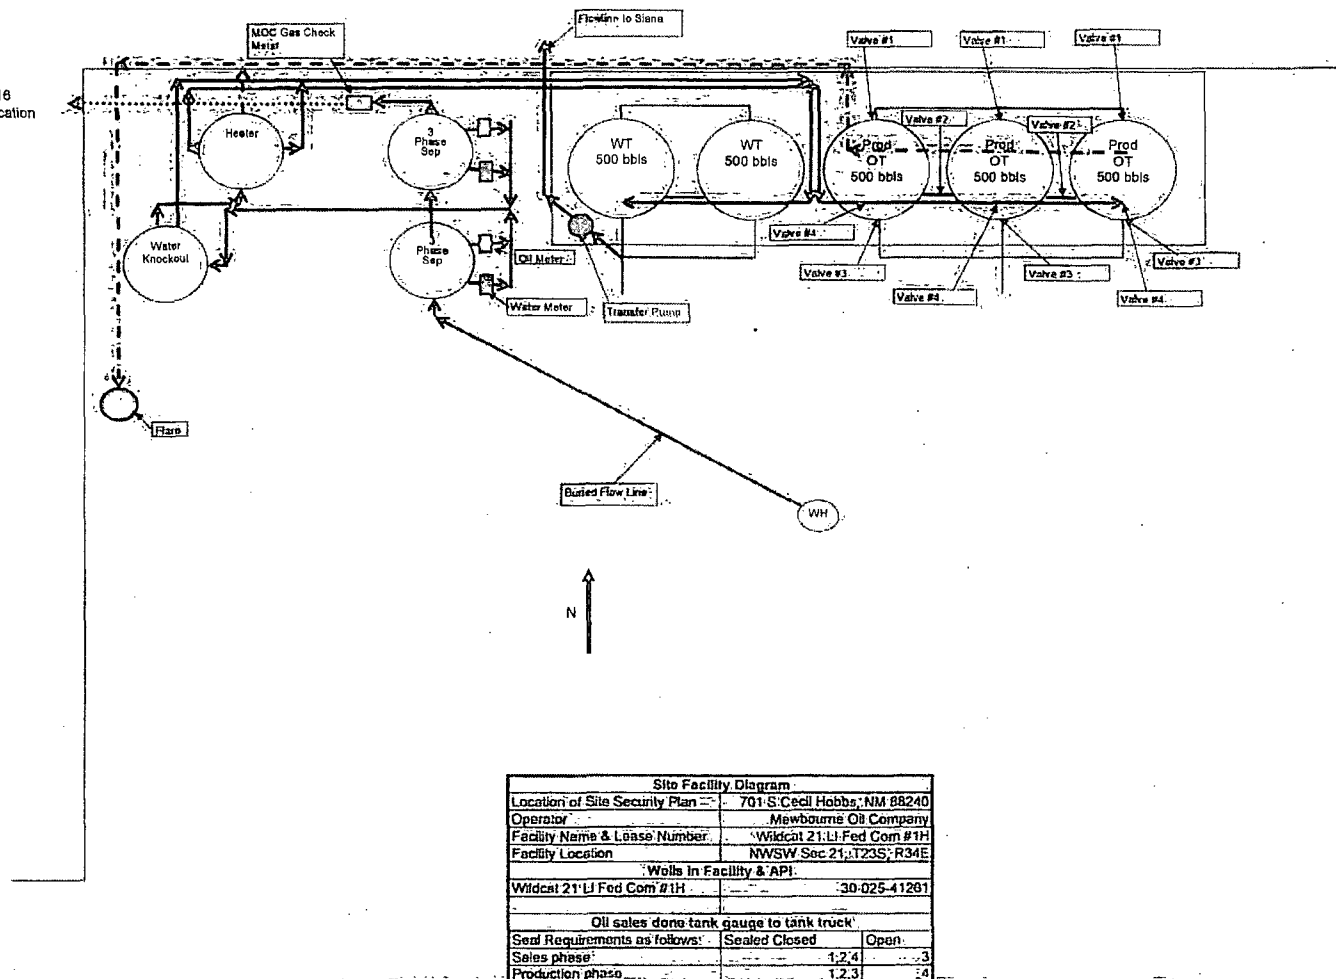 Flowline to Slana
MOC Gas Check
Meter
Valve #1
Valve #1
Valve #1
16
cation
Heater
3
Phase
Sep
WT
500 bbls
WT
500 bbls
Valve #2
Valve #2
Prod
OT
500 bbls
Prod
OT
500 bbls
Prod
OT
500 bbls
Water
Knockout
3
Phase
Sep
Oil Meter
Water Meter
Transfer Pump
Valve #4
Valve #3
Valve #4
Valve #3
Valve #3
Valve #4
Flare
Buried Flow Line
WH
N
Site Facility Diagram
Location of Site Security Plan 701 S Cecil Hobbs, NM 88240
Operator Mewbourne Oil Company
Facility Name & Lease Number Wildcat 21 LI Fed Com #1H
Facility Location NWSW Sec 21, T23S, R34E
Wells In Facility & API
Wildcat 21 LI Fed Com #1H 30-025-41261
Oil sales done tank gauge to tank truck
Seal Requirements as follows: Sealed Closed Open
Sales phase 1,2,4 3
Production phase 1,2,3 4